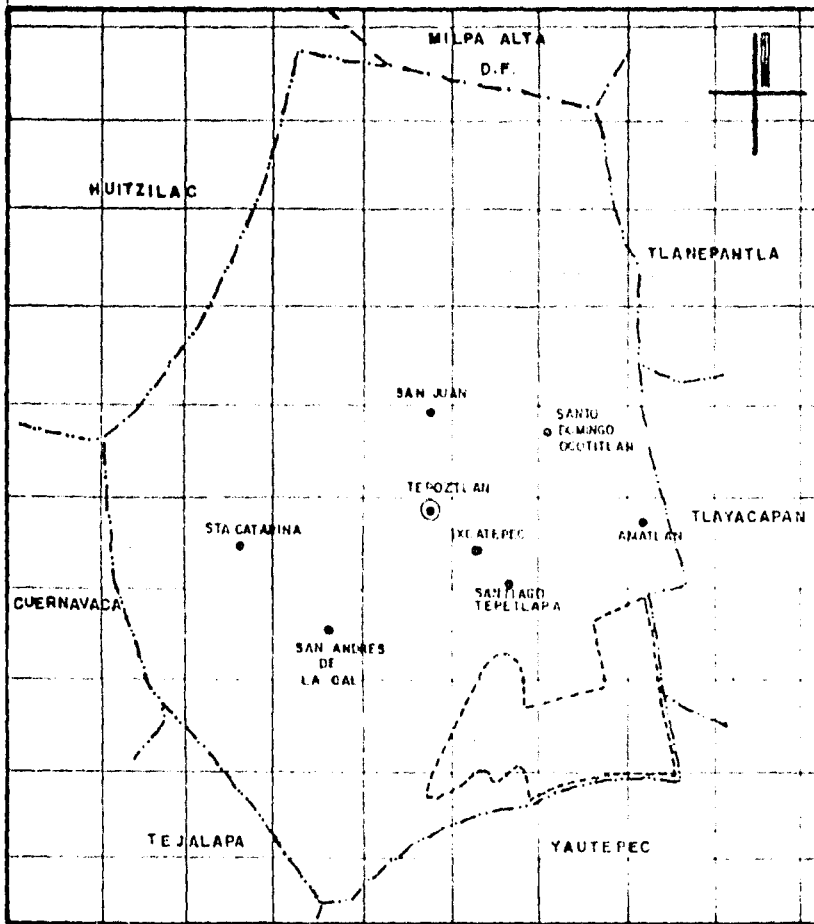 MILPA ALTA
D.F.
HUITZILAC
TLANEPANTLA
SAN JUAN
SANTO
DOMINGO
OCOTITLAN
TEPOZTLAN
TLAYACAPAN
STA CATARINA
IXCATEPEC
AMATLAN
SANTIAGO
TEPETLAPA
CUERNAVACA
SAN ANDRES
DE
LA CAL
TEJALAPA
YAUTEPEC